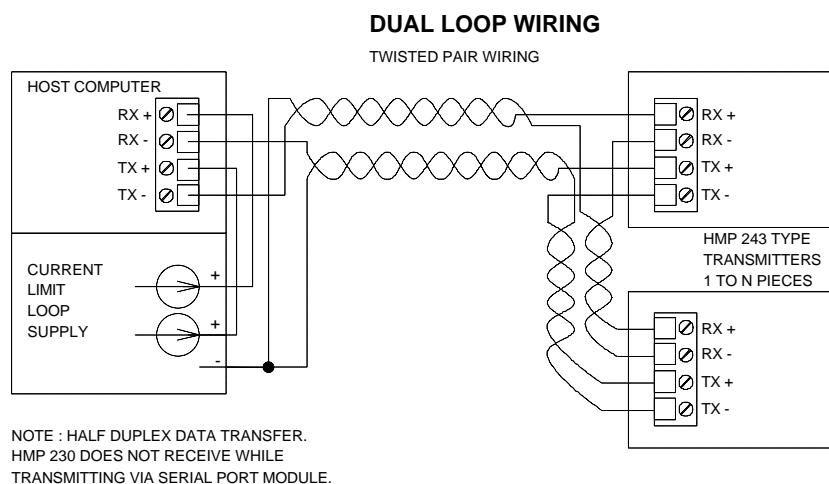 DUAL LOOP WIRING
TWISTED PAIR WIRING
HOST COMPUTER
RX +
RX -
TX +
TX -
CURRENT
LIMIT
LOOP
SUPPLY
+
+
-
RX +
RX -
TX +
TX -
HMP 243 TYPE
TRANSMITTERS
1 TO N PIECES
RX +
RX -
TX +
TX -
NOTE : HALF DUPLEX DATA TRANSFER.
HMP 230 DOES NOT RECEIVE WHILE
TRANSMITTING VIA SERIAL PORT MODULE.